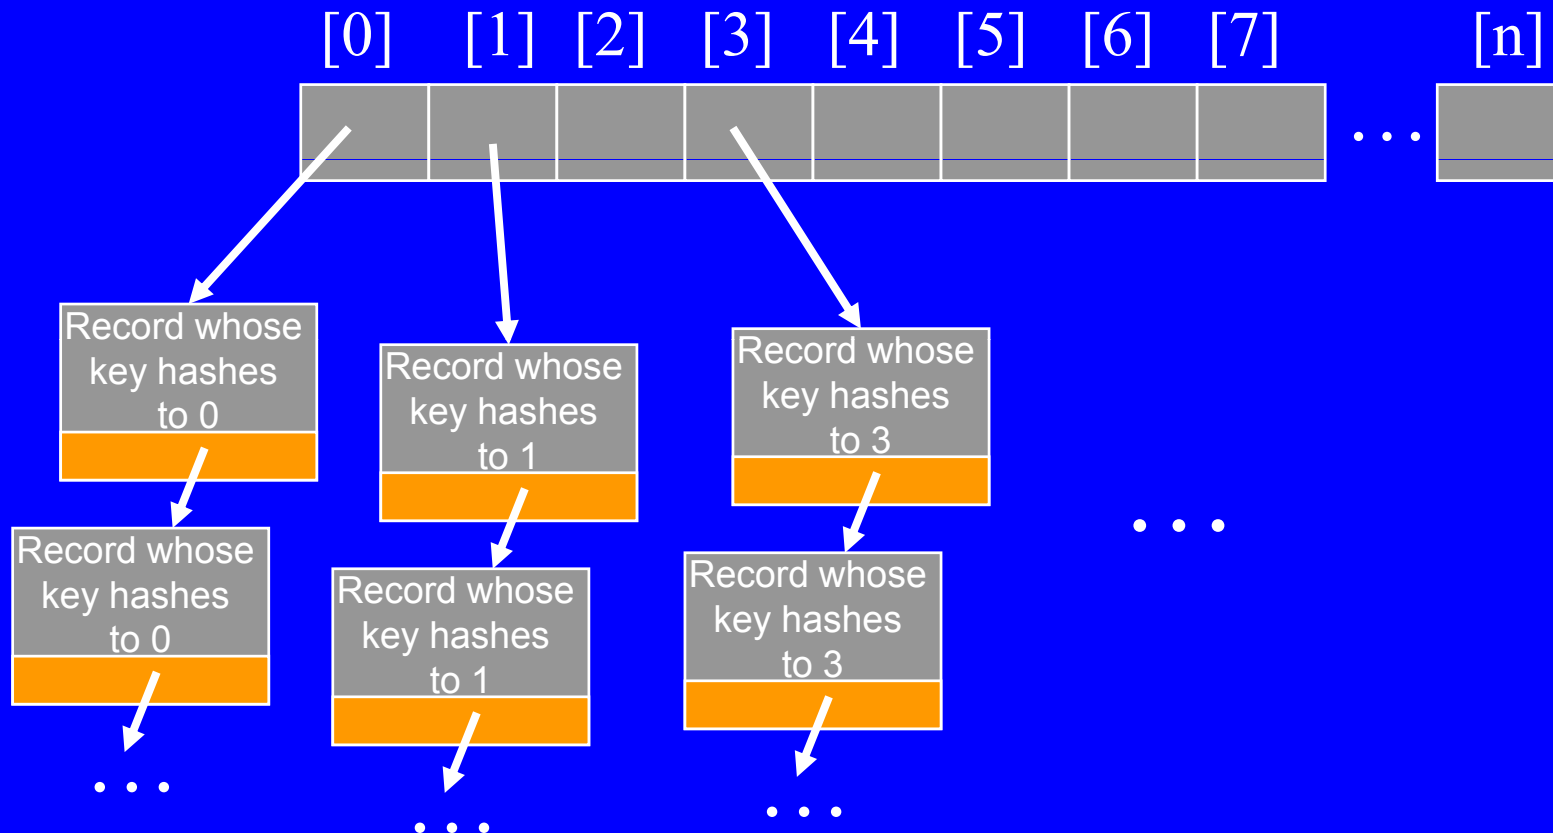 [0] [1] [2] [3] [4] [5] [6] [7] [n]
. . .
Record whose
key hashes
to 0
Record whose
key hashes
to 1
Record whose
key hashes
to 3
. . .
Record whose
key hashes
to 0
Record whose
key hashes
to 1
Record whose
key hashes
to 3
. . .
. . .
. . .